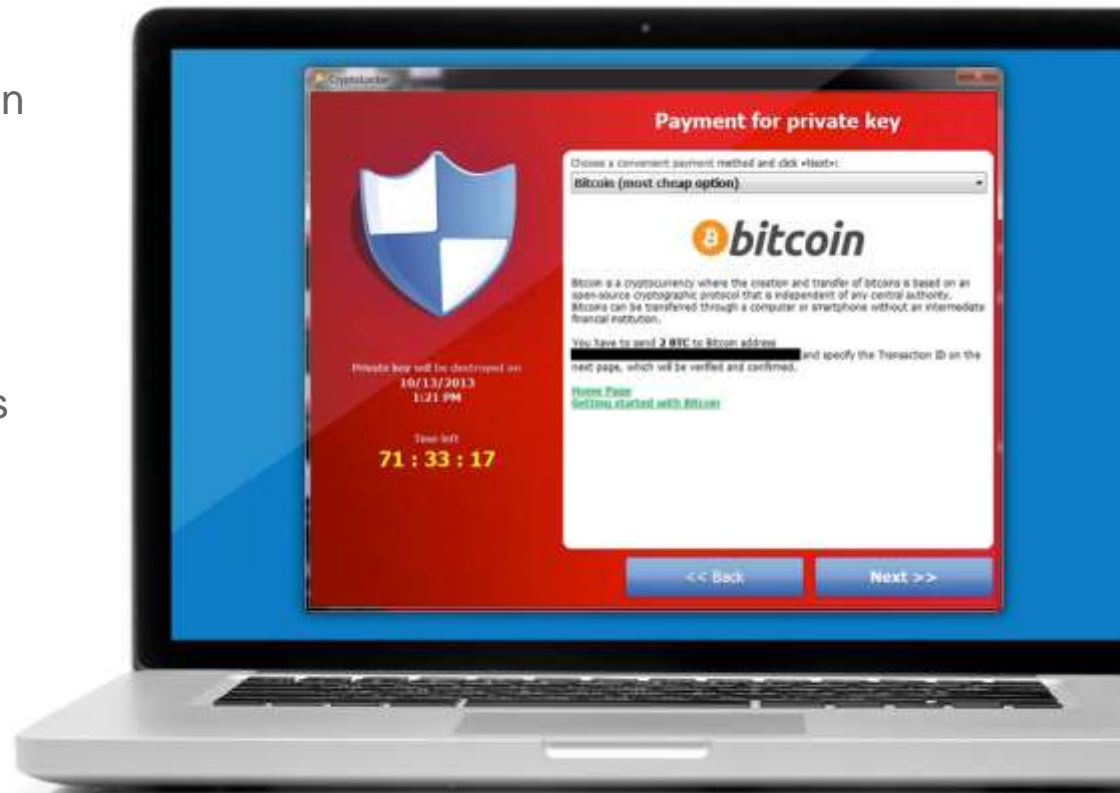 n
s
CryptoLocker
Payment for private key
Choose a convenient payment method and click «Next»:
Bitcoin (most cheap option)
bitcoin
Bitcoin is a cryptocurrency where the creation and transfer of bitcoins is based on an
open-source cryptographic protocol that is independent of any central authority.
Bitcoins can be transferred through a computer or smartphone without an intermediate
financial institution.
You have to send 2 BTC to Bitcoin address
and specify the Transaction ID on the
next page, which will be verified and confirmed.
Home Page
Getting started with Bitcoin
Private key will be destroyed on
10/13/2013
1:21 PM
Time left
71 : 33 : 17
<< Back
Next >>